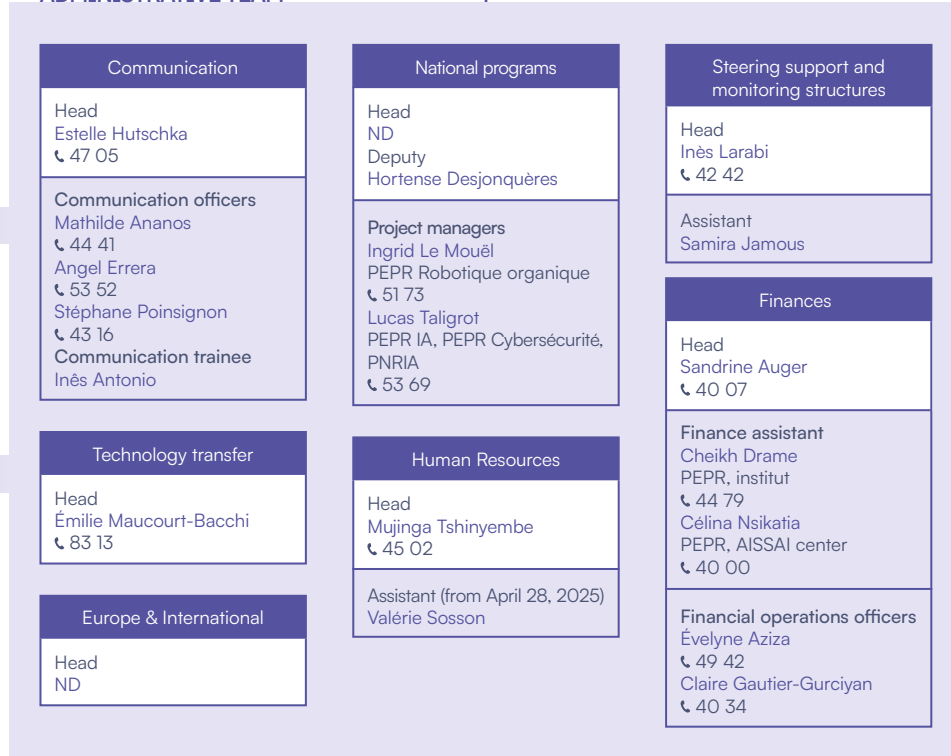 ADMINISTRATIVE TEAM
Communication
Head
Estelle Hutschka
47 05
Communication officers
Mathilde Ananos
44 41
Angel Errera
53 52
Stéphane Poinsignon
43 16
Communication trainee
Inês Antonio
Technology transfer
Head
Émilie Maucourt-Bacchi
83 13
Europe & International
Head
ND
National programs
Head
ND
Deputy
Hortense Desjonquères
Project managers
Ingrid Le Mouël
PEPR Robotique organique
51 73
Lucas Taligrot
PEPR IA, PEPR Cybersécurité,
PNRIA
53 69
Human Resources
Head
Mujinga Tshinyembe
45 02
Assistant (from April 28, 2025)
Valérie Sosson
Steering support and
monitoring structures
Head
Inès Larabi
42 42
Assistant
Samira Jamous
Finances
Head
Sandrine Auger
40 07
Finance assistant
Cheikh Drame
PEPR, institut
44 79
Célina Nsikatia
PEPR, AISSAI center
40 00
Financial operations officers
Évelyne Aziza
49 42
Claire Gautier-Gurciyan
40 34